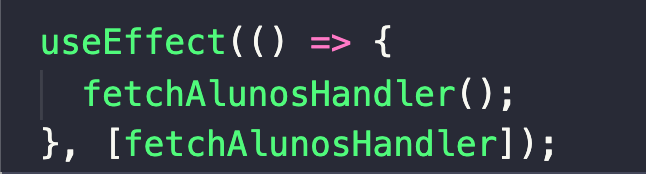 useEffect(() => {
fetchAlunosHandler();
}, [fetchAlunosHandler]);